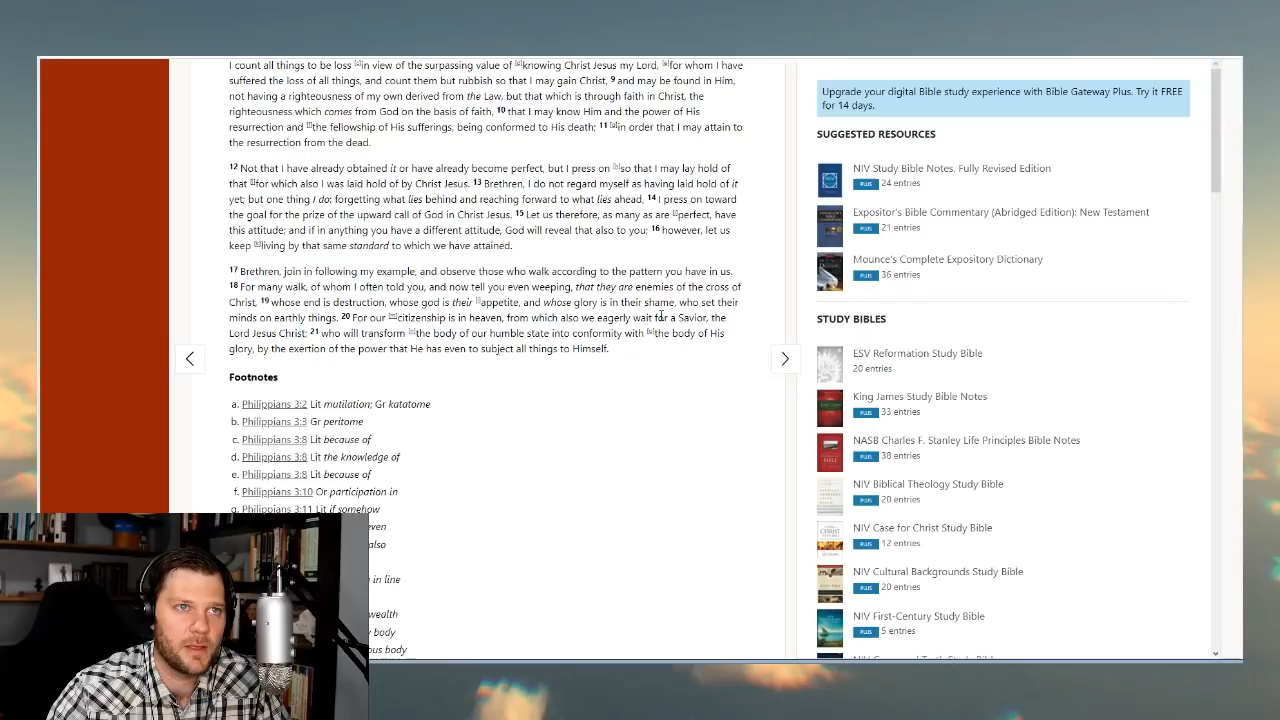 I count all things to be loss [c]in view of the surpassing value of [d]knowing Christ Jesus my Lord, [e]for whom I have
suffered the loss of all things, and count them but rubbish so that I may gain Christ, 9 and may be found in Him,
not having a righteousness of my own derived from the Law, but that which is through faith in Christ, the
righteousness which comes from God on the basis of faith, 10 that I may know Him and the power of His
resurrection and [f]the fellowship of His sufferings, being conformed to His death; 11 [g]in order that I may attain to
the resurrection from the dead.
12 Not that I have already obtained it or have already become perfect, but I press on [h]so that I may lay hold of
that [i]for which also I was laid hold of by Christ Jesus. 13 Brethren, I do not regard myself as having laid hold of it
yet; but one thing I do: forgetting what lies behind and reaching forward to what lies ahead, 14 I press on toward
the goal for the prize of the upward call of God in Christ Jesus. 15 Let us therefore, as many as are [j]perfect, have
this attitude; and if in anything you have a different attitude, God will reveal that also to you; 16 however, let us
keep [k]living by that same standard to which we have attained.
17 Brethren, join in following my example, and observe those who walk according to the pattern you have in us.
18 For many walk, of whom I often told you, and now tell you even weeping, that they are enemies of the cross of
Christ, 19 whose end is destruction, whose god is their [l]appetite, and whose glory is in their shame, who set their
minds on earthly things. 20 For our [m]citizenship is in heaven, from which also we eagerly wait for a Savior, the
Lord Jesus Christ; 21 who will transform [n]the body of our humble state into conformity with [o]the body of His
glory, by the exertion of the power that He has even to subject all things to Himself.
Footnotes
a. Philippians 3:2 Lit mutilation; Gr katatome
b. Philippians 3:3 Gr peritome
c. Philippians 3:8 Lit because of
d. Philippians 3:8 Lit the knowledge of
e. Philippians 3:8 Lit because of
f. Philippians 3:10 Or participation in
g. Philippians 3:11 Lit if somehow
even
also
in line
wealth
body
ous body
Upgrade your digital Bible study experience with Bible Gateway Plus. Try it FREE
for 14 days.
SUGGESTED RESOURCES
NIV Study Bible Notes, Fully Revised Edition
PLUS 24 entries
Expositor's Bible Commentary (Abridged Edition): New Testament
PLUS 21 entries
Mounce's Complete Expository Dictionary
PLUS 36 entries
STUDY BIBLES
ESV Reformation Study Bible
20 entries
King James Study Bible Notes
PLUS 33 entries
NASB Charles F. Stanley Life Principles Bible Notes
PLUS 38 entries
NIV Biblical Theology Study Bible
PLUS 20 entries
NIV Case for Christ Study Bible
PLUS 12 entries
NIV Cultural Backgrounds Study Bible
PLUS 20 entries
NIV First-Century Study Bible
PLUS 5 entries